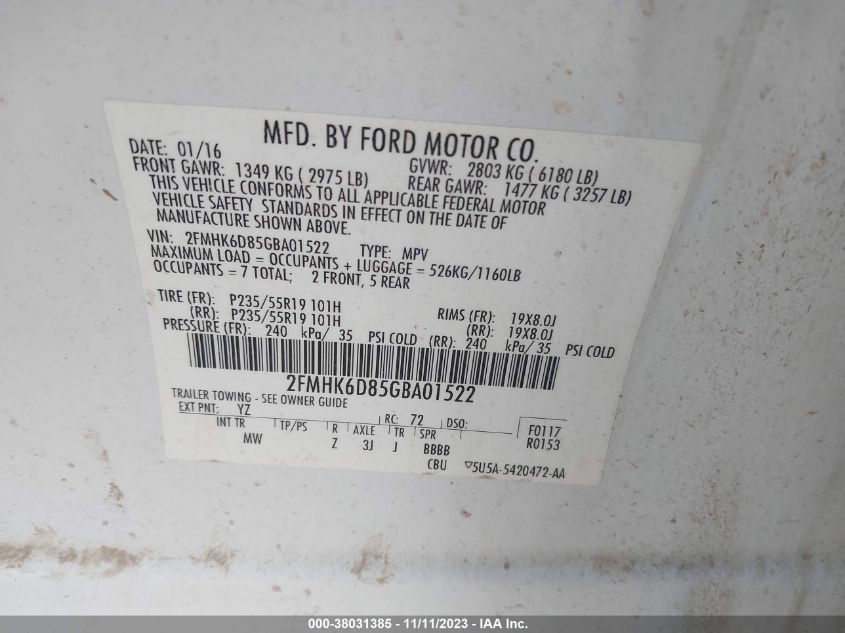 MFD. BY FORD MOTOR CO.
DATE: 01/16 GVWR: 2803 KG ( 6180 LB)
FRONT GAWR: 1349 KG ( 2975 LB) REAR GAWR: 1477 KG ( 3257 LB)
THIS VEHICLE CONFORMS TO ALL APPLICABLE FEDERAL MOTOR
VEHICLE SAFETY STANDARDS IN EFFECT ON THE DATE OF
MANUFACTURE SHOWN ABOVE.
VIN: 2FMHK6D85GBA01522 TYPE: MPV
MAXIMUM LOAD = OCCUPANTS + LUGGAGE = 526KG/1160LB
OCCUPANTS = 7 TOTAL; 2 FRONT, 5 REAR
TIRE (FR): P235/55R19 101H RIMS (FR): 19X8.0J
(RR): P235/55R19 101H (RR): 19X8.0J
PRESSURE (FR): 240 kPa/ 35 PSI COLD (RR): 240 kPa/ 35 PSI COLD
2FMHK6D85GBA01522
TRAILER TOWING - SEE OWNER GUIDE
EXT PNT: YZ RC: 72 DSO: F0117
R0153
INT TR TP/PS R AXLE TR SPR
MW Z 3J J BBBB
CBU 5U5A-5420472-AA
000-38031385 - 11/11/2023 - IAA Inc.